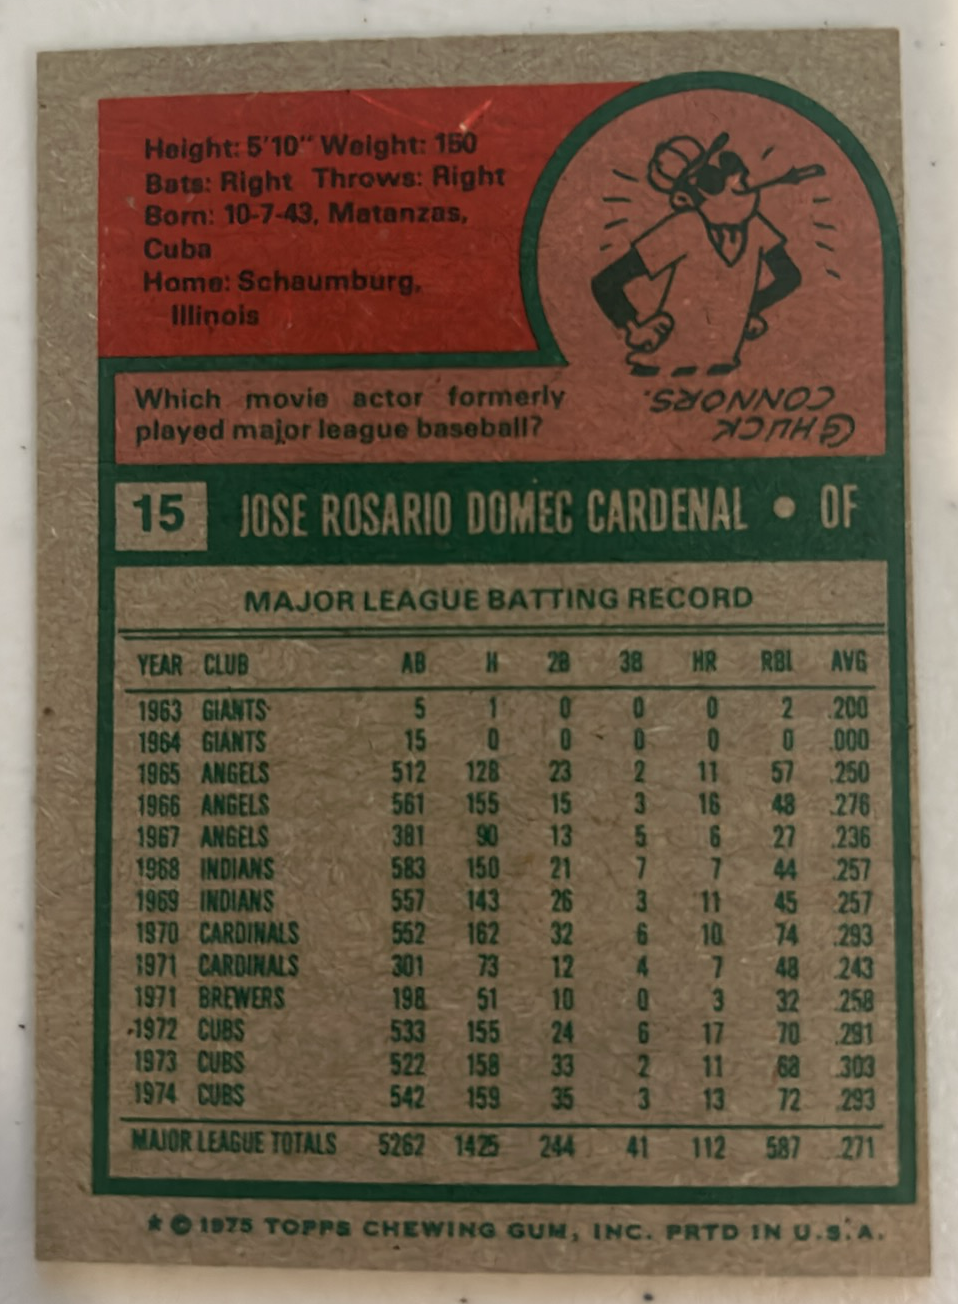 Height: 5'10" Weight: 150
Bats: Right Throws: Right
Born: 10-7-43, Matanzas,
Cuba
Home: Schaumburg,
Illinois
Which movie actor formerly
played major league baseball?
CHUCK
CONNORS.
15 JOSE ROSARIO DOMEC CARDENAL • OF
MAJOR LEAGUE BATTING RECORD
YEAR CLUB AB H 2B 3B HR RBI AVG
1963 GIANTS 5 1 0 0 0 2 .200
1964 GIANTS 15 0 0 0 0 0 .000
1965 ANGELS 512 128 23 2 11 57 .250
1966 ANGELS 561 155 15 3 16 48 .276
1967 ANGELS 381 90 13 5 6 27 .236
1968 INDIANS 583 150 21 7 7 44 .257
1969 INDIANS 557 143 26 3 11 45 .257
1970 CARDINALS 552 162 32 6 10 74 .293
1971 CARDINALS 301 73 12 4 7 48 .243
1971 BREWERS 198 51 10 0 3 32 .258
1972 CUBS 533 155 24 6 17 70 .291
1973 CUBS 522 158 33 2 11 68 .303
1974 CUBS 542 159 35 3 13 72 .293
MAJOR LEAGUE TOTALS 5262 1425 244 41 112 587 .271
★ © 1975 TOPPS CHEWING GUM, INC. PRTD IN U.S.A.